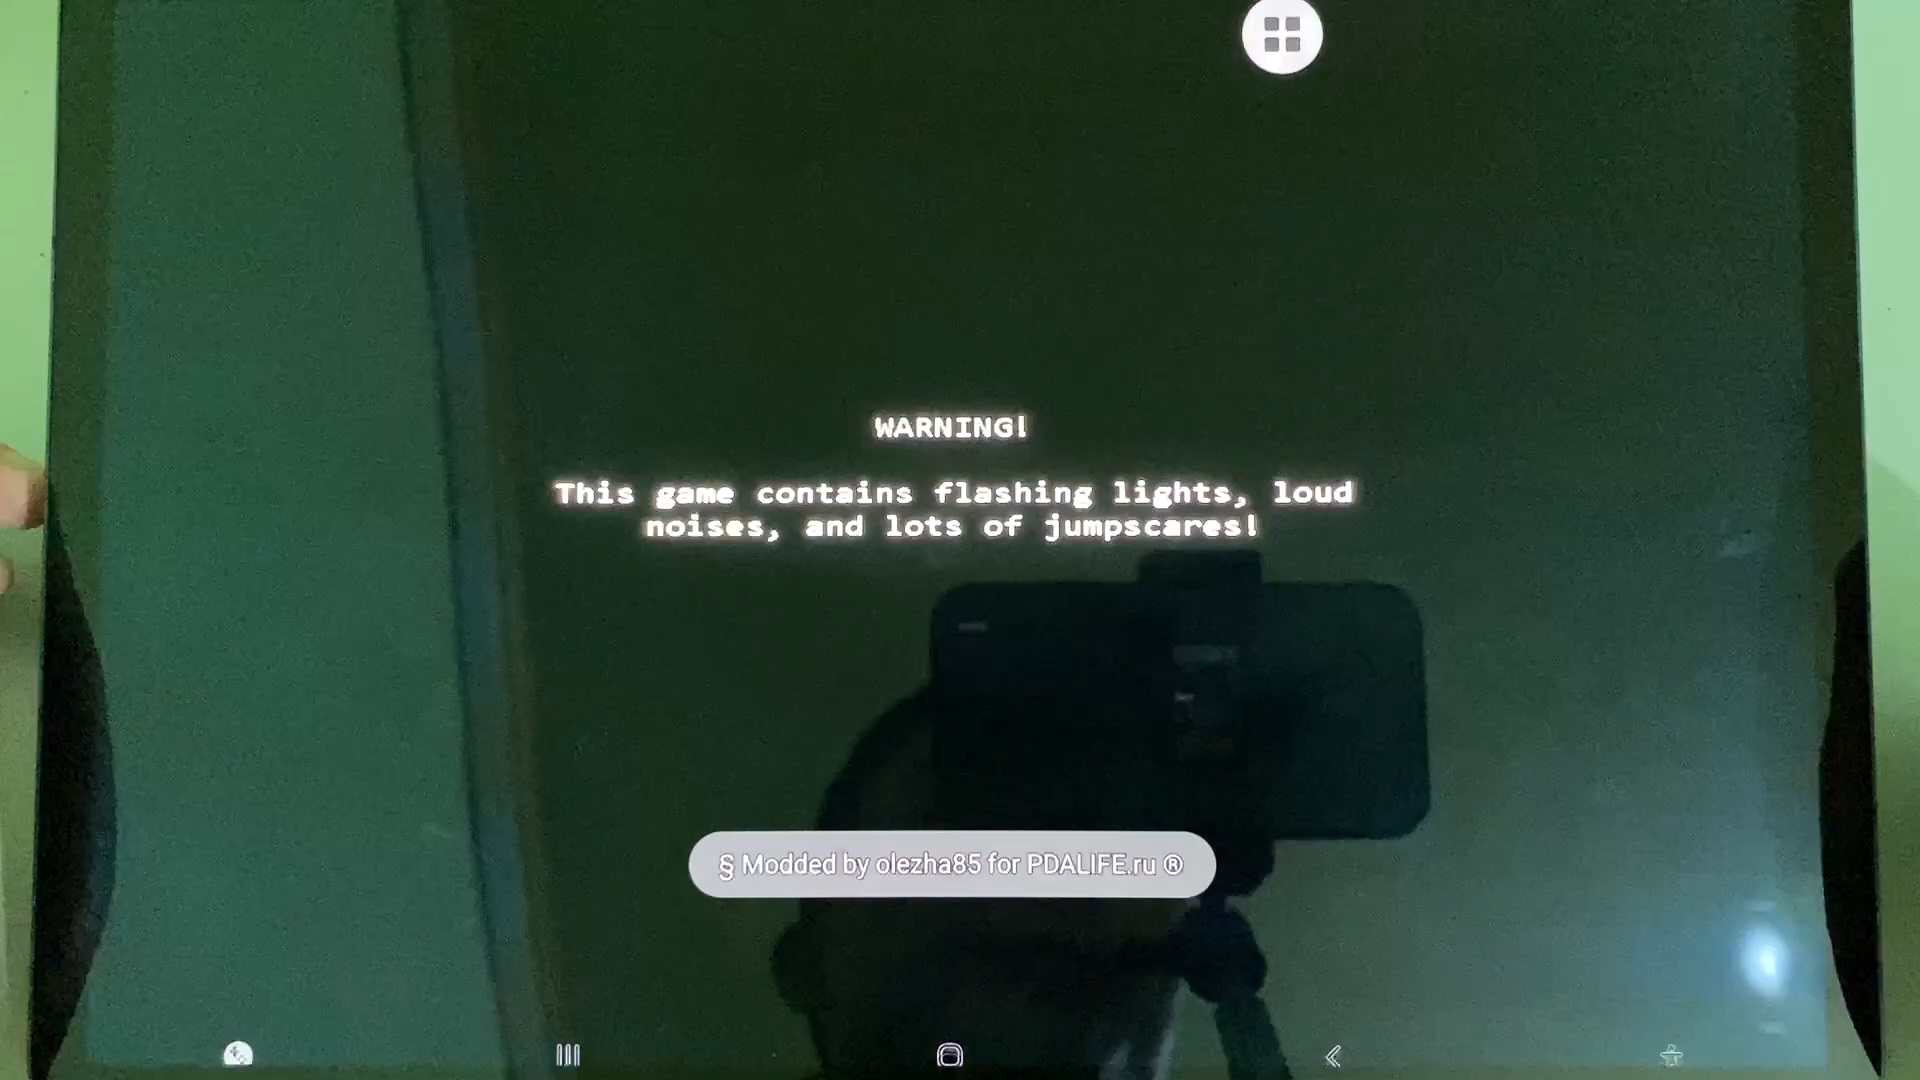 WARNING!
This game contains flashing lights, loud
noises, and lots of jumpscares!
§ Modded by olezha85 for PDALIFE.ru ®